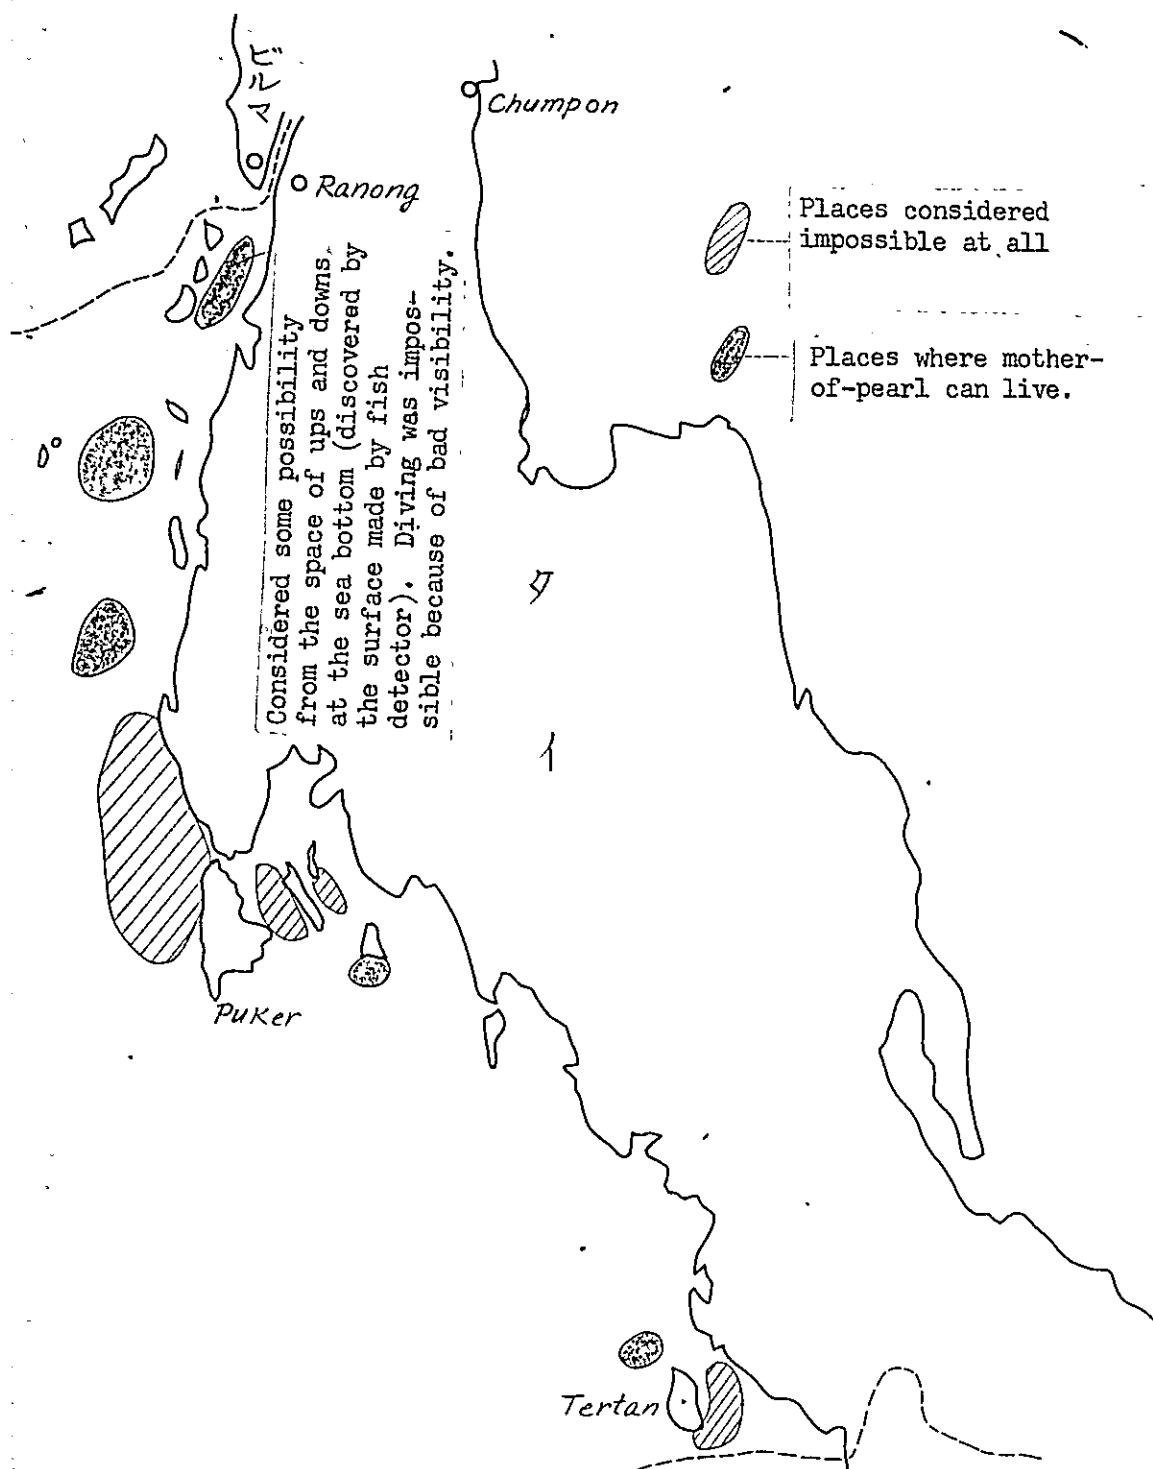 ビルマ
Chumpon
Ranong
Places considered
impossible at all
Places where mother-
of-pearl can live.
Considered some possibility
from the space of ups and downs
at the sea bottom (discovered by
the surface made by fish
detector). Diving was impos-
sible because of bad visibility.
タイ
Puker
Tertan